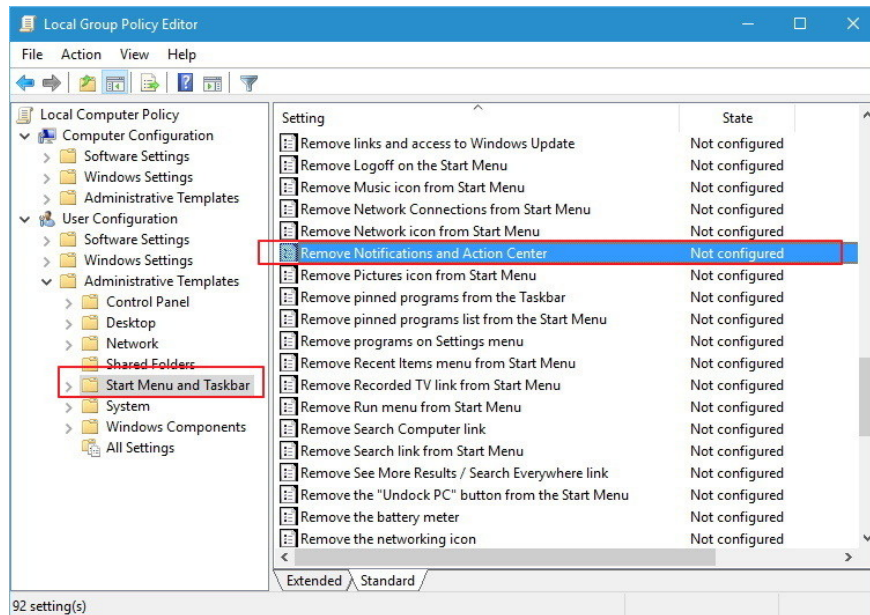 Local Group Policy Editor
File Action View Help
Local Computer Policy
Computer Configuration
Software Settings
Windows Settings
Administrative Templates
User Configuration
Software Settings
Windows Settings
Administrative Templates
Control Panel
Desktop
Network
Shared Folders
Start Menu and Taskbar
System
Windows Components
All Settings
Setting State
Remove links and access to Windows Update Not configured
Remove Logoff on the Start Menu Not configured
Remove Music icon from Start Menu Not configured
Remove Network Connections from Start Menu Not configured
Remove Network icon from Start Menu Not configured
Remove Notifications and Action Center Not configured
Remove Pictures icon from Start Menu Not configured
Remove pinned programs from the Taskbar Not configured
Remove pinned programs list from the Start Menu Not configured
Remove programs on Settings menu Not configured
Remove Recent Items menu from Start Menu Not configured
Remove Recorded TV link from Start Menu Not configured
Remove Run menu from Start Menu Not configured
Remove Search Computer link Not configured
Remove Search link from Start Menu Not configured
Remove See More Results / Search Everywhere link Not configured
Remove the "Undock PC" button from the Start Menu Not configured
Remove the battery meter Not configured
Remove the networking icon Not configured
Extended Standard
92 setting(s)